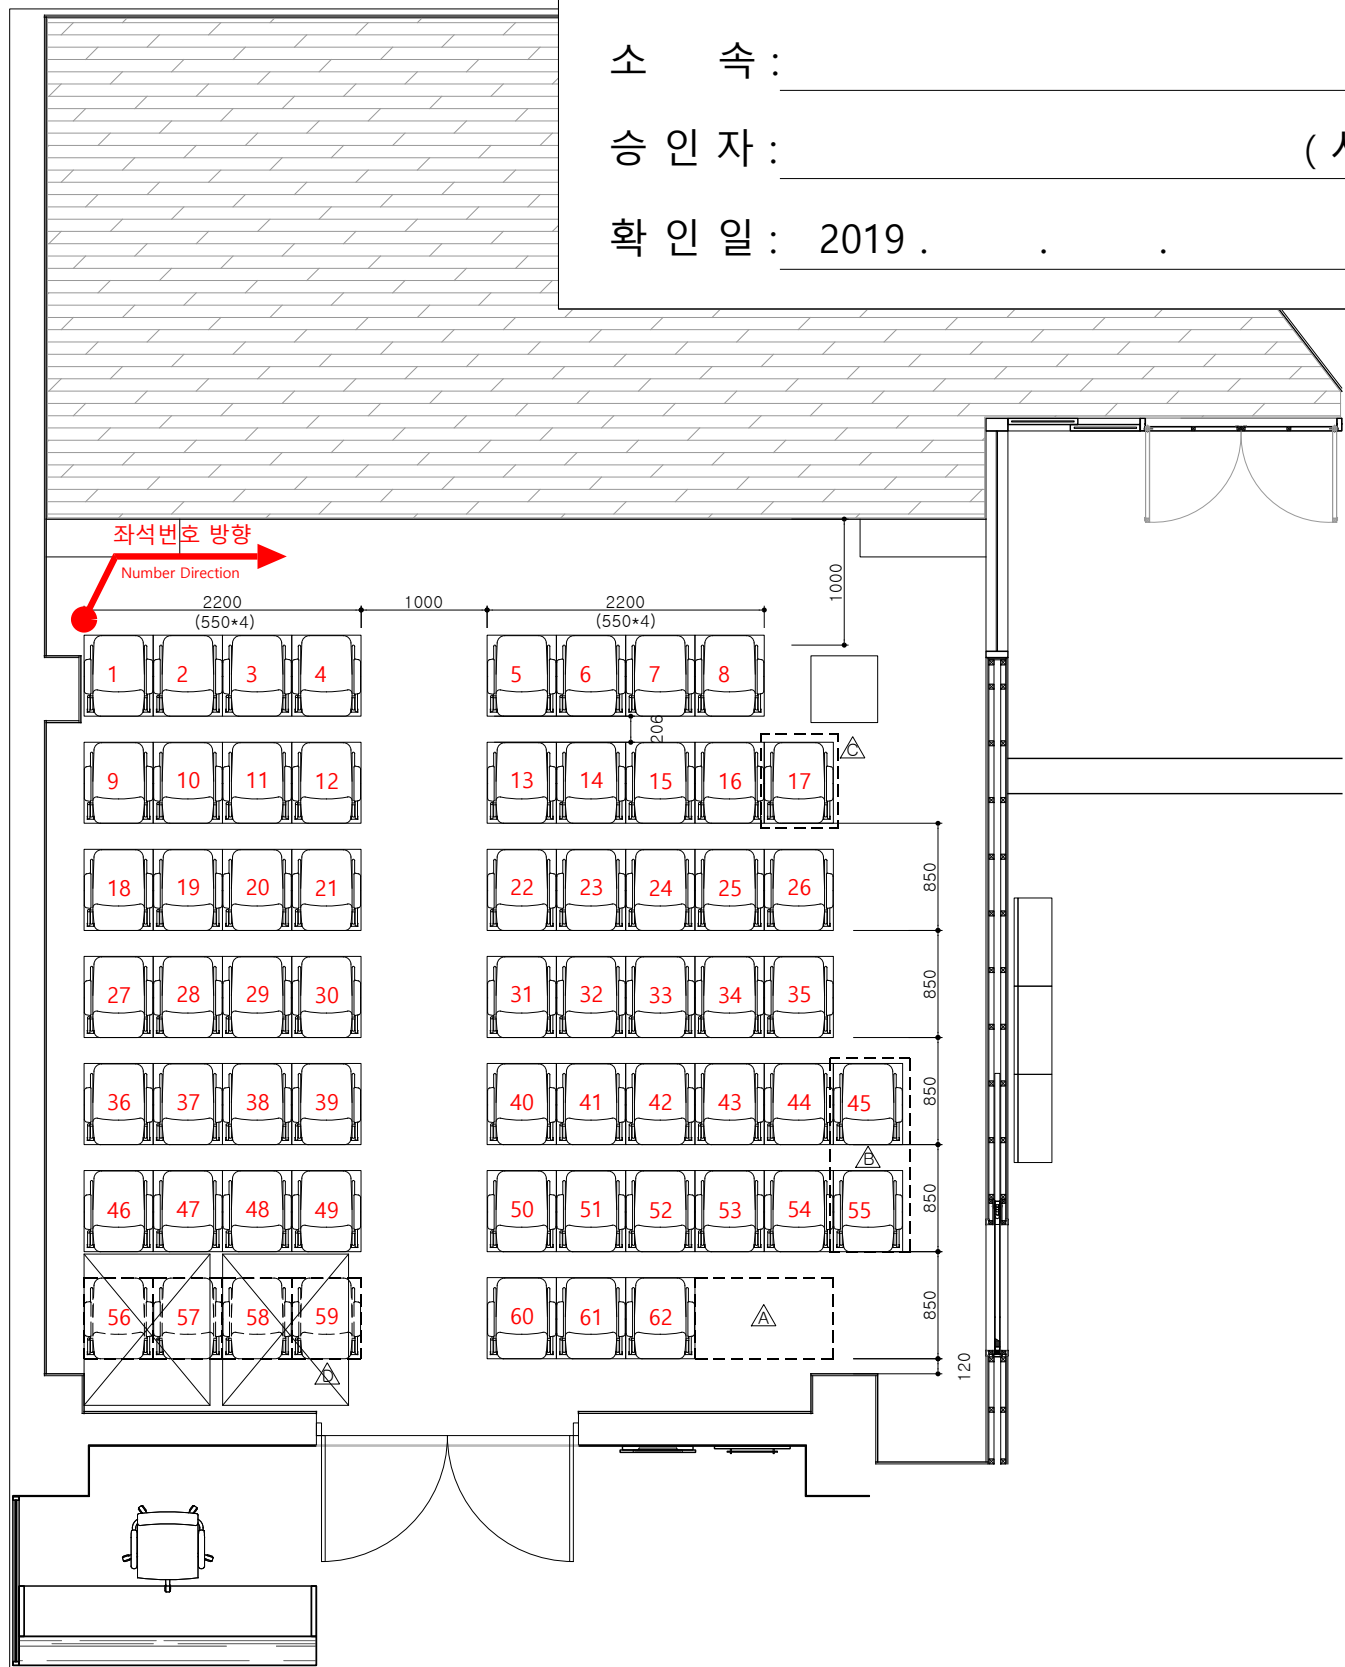 소 속 :
승 인 자 : (
확 인 일 : 2019 . . .
좌석번호 방향
Number Direction
2200 1000 2200
(550*4) (550*4)
1000
1 2 3 4 5 6 7 8
206
C
9 10 11 12 13 14 15 16 17
850
18 19 20 21 22 23 24 25 26
850
27 28 29 30 31 32 33 34 35
850
36 37 38 39 40 41 42 43 44 45
B
850
46 47 48 49 50 51 52 53 54 55
850
56 57 58 59 60 61 62 A
D
120